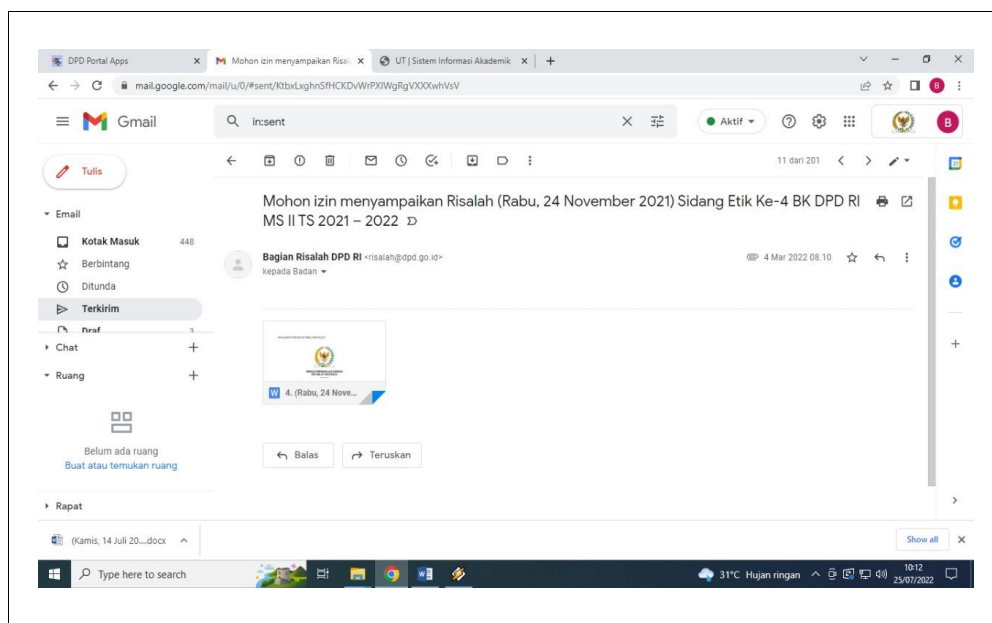 DPD Portal Apps
Mohon izin menyampaikan Risal
UT | Sistem Informasi Akademik
mail.google.com/mail/u/0/#sent/KtbxLxghnSfHCKDvWrPXlWgRgVXXXwhVsV
B
Gmail
in:sent
Aktif
B
Tulis
11 dari 201
Email
Kotak Masuk 448
Berbintang
Ditunda
Terkirim
Draf 3
Chat
Ruang
Belum ada ruang
Buat atau temukan ruang
Rapat
Mohon izin menyampaikan Risalah (Rabu, 24 November 2021) Sidang Etik Ke-4 BK DPD RI
MS II TS 2021 – 2022
Bagian Risalah DPD RI <risalah@dpd.go.id> 4 Mar 2022 08.10
kepada Badan
W 4. (Rabu, 24 Nove...
Balas Teruskan
(Kamis, 14 Juli 20....docx
Show all
Type here to search
31°C Hujan ringan
10:12
25/07/2022